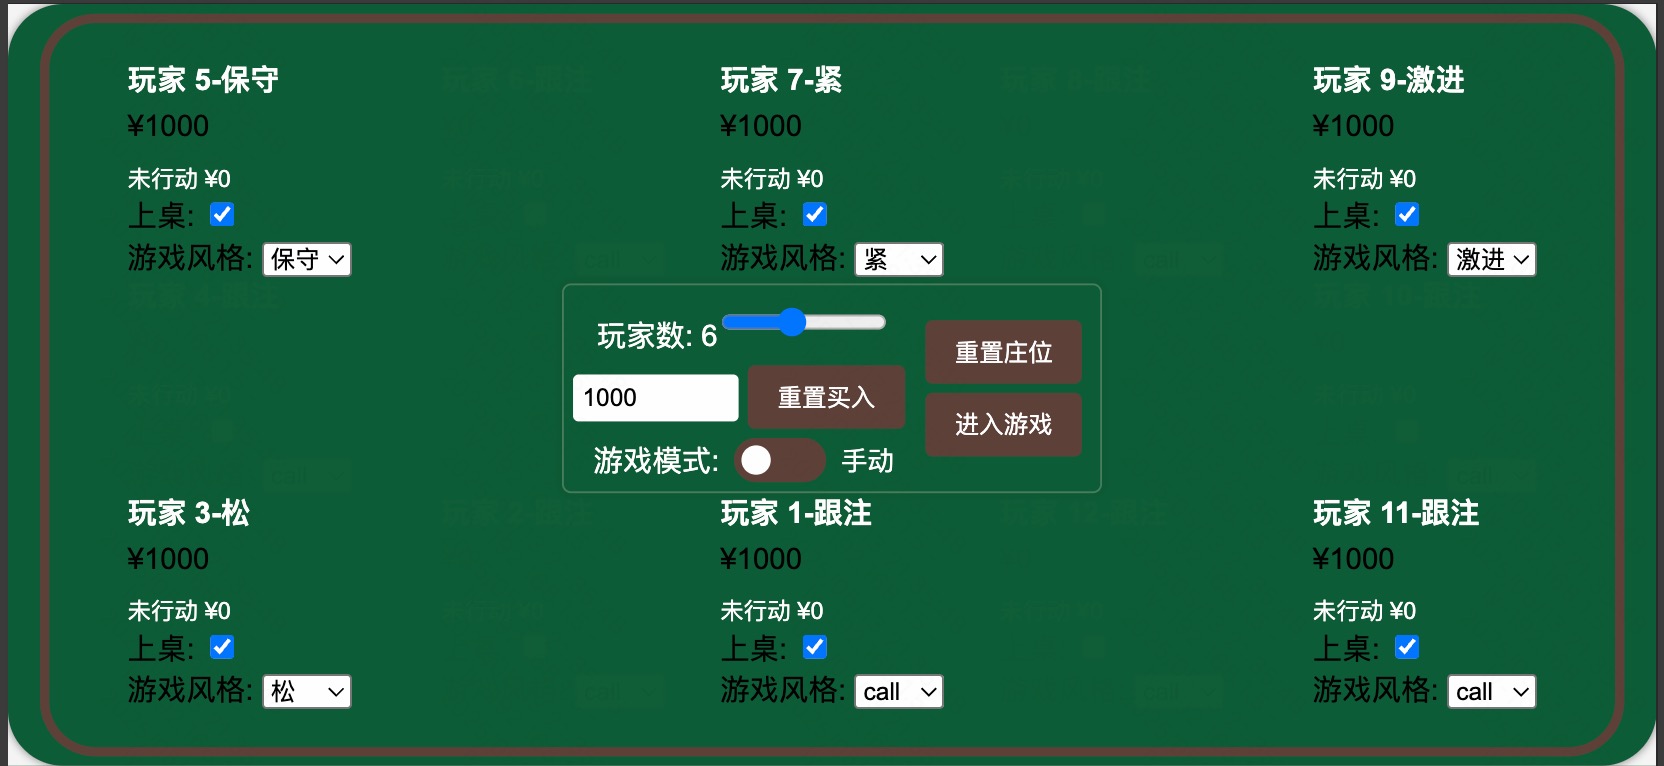 玩家 5-保守
¥1000
未行动 ¥0
上桌:
游戏风格: 保守
玩家 7-紧
¥1000
未行动 ¥0
上桌:
游戏风格: 紧
玩家 9-激进
¥1000
未行动 ¥0
上桌:
游戏风格: 激进
玩家数: 6
1000
重置买入
游戏模式: 手动
重置庄位
进入游戏
玩家 3-松
¥1000
未行动 ¥0
上桌:
游戏风格: 松
玩家 1-跟注
¥1000
未行动 ¥0
上桌:
游戏风格: call
玩家 11-跟注
¥1000
未行动 ¥0
上桌:
游戏风格: call